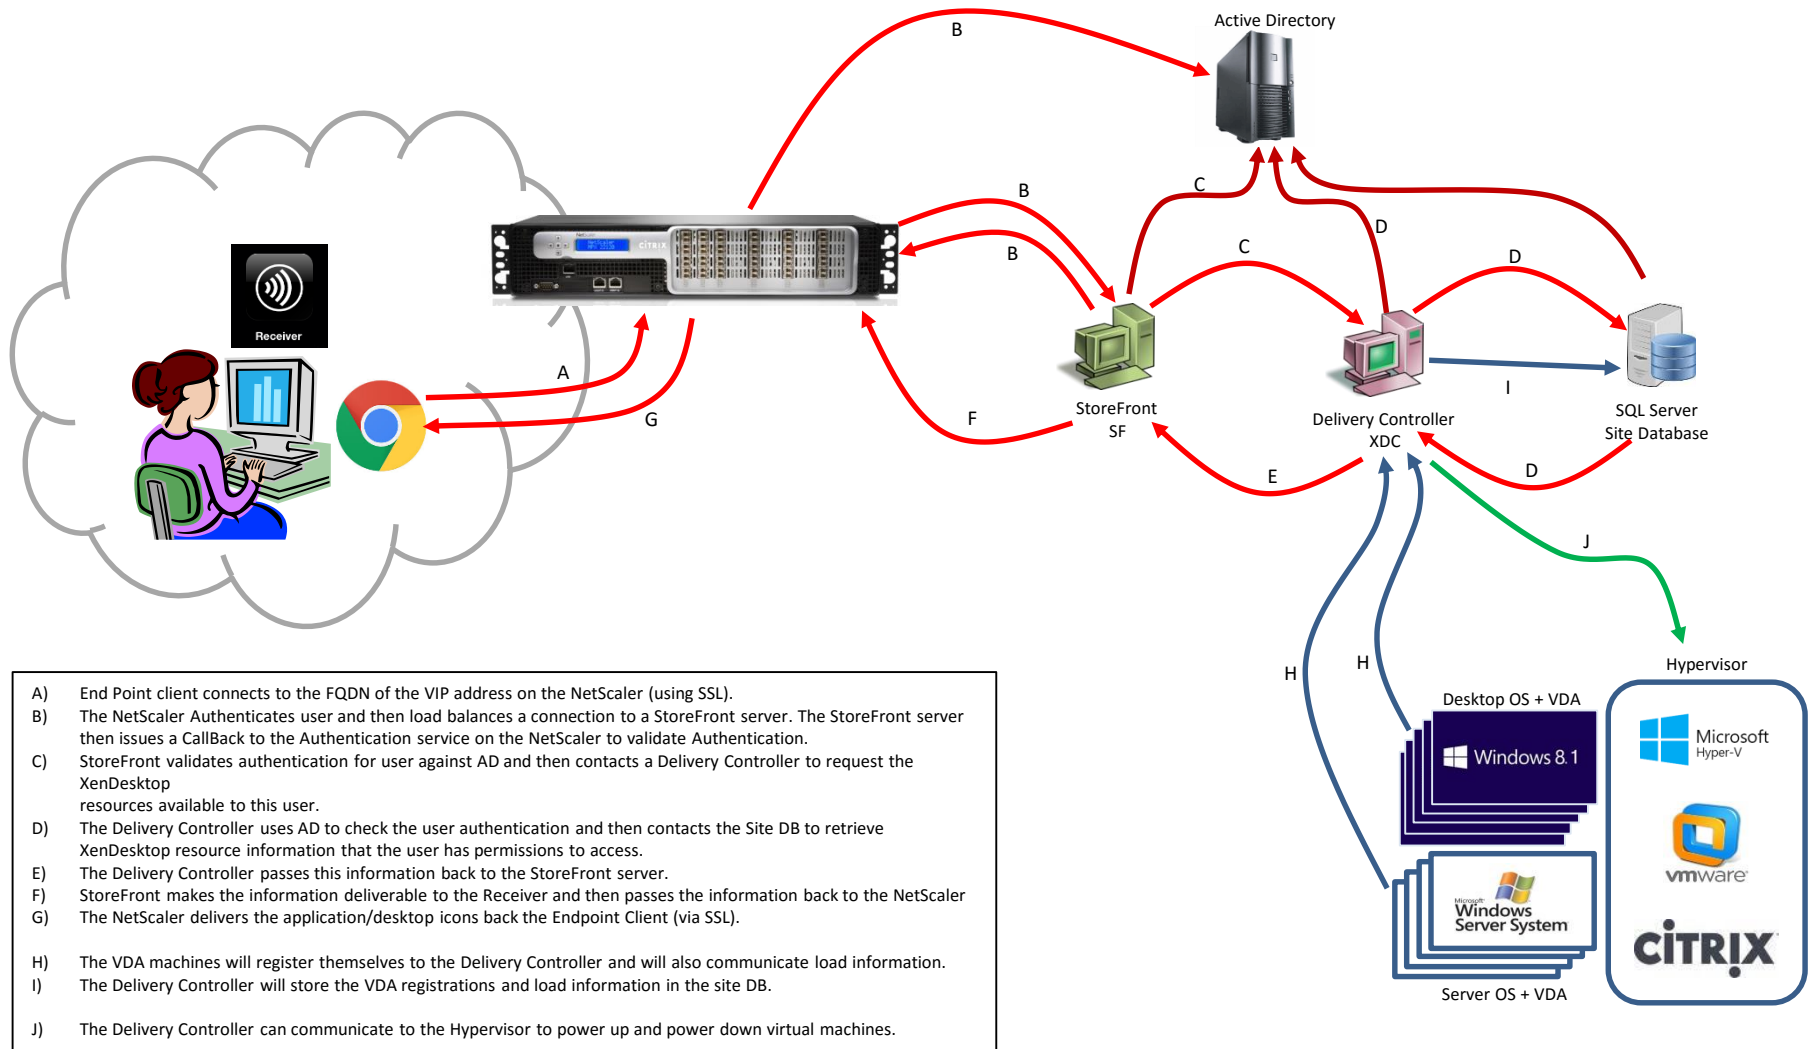 Active Directory
B
B
B
C
C
D
D
NetScaler
CİTRIX
Receiver
A
G
F
StoreFront
SF
E
Delivery Controller
XDC
I
SQL Server
Site Database
D
J
H
H
Hypervisor
Desktop OS + VDA
Windows 8.1
Microsoft
Hyper-V
vmware
CİTRIX
Microsoft
Windows
Server System
Server OS + VDA
A) End Point client connects to the FQDN of the VIP address on the NetScaler (using SSL).
B) The NetScaler Authenticates user and then load balances a connection to a StoreFront server. The StoreFront server
then issues a CallBack to the Authentication service on the NetScaler to validate Authentication.
C) StoreFront validates authentication for user against AD and then contacts a Delivery Controller to request the
XenDesktop
resources available to this user.
D) The Delivery Controller uses AD to check the user authentication and then contacts the Site DB to retrieve
XenDesktop resource information that the user has permissions to access.
E) The Delivery Controller passes this information back to the StoreFront server.
F) StoreFront makes the information deliverable to the Receiver and then passes the information back to the NetScaler
G) The NetScaler delivers the application/desktop icons back the Endpoint Client (via SSL).
H) The VDA machines will register themselves to the Delivery Controller and will also communicate load information.
I) The Delivery Controller will store the VDA registrations and load information in the site DB.
J) The Delivery Controller can communicate to the Hypervisor to power up and power down virtual machines.